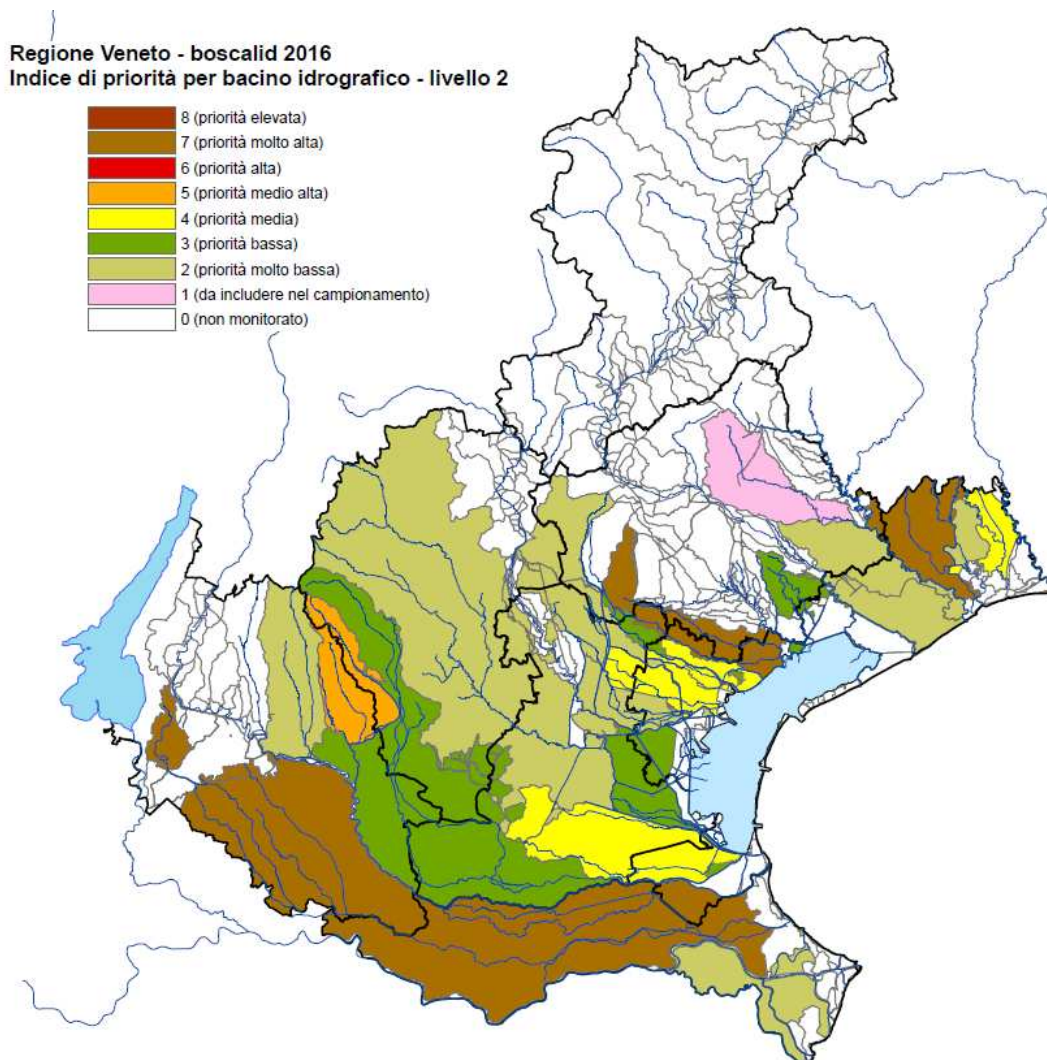 Regione Veneto - boscalid 2016
Indice di priorità per bacino idrografico - livello 2
8 (priorità elevata)
7 (priorità molto alta)
6 (priorità alta)
5 (priorità medio alta)
4 (priorità media)
3 (priorità bassa)
2 (priorità molto bassa)
1 (da includere nel campionamento)
0 (non monitorato)